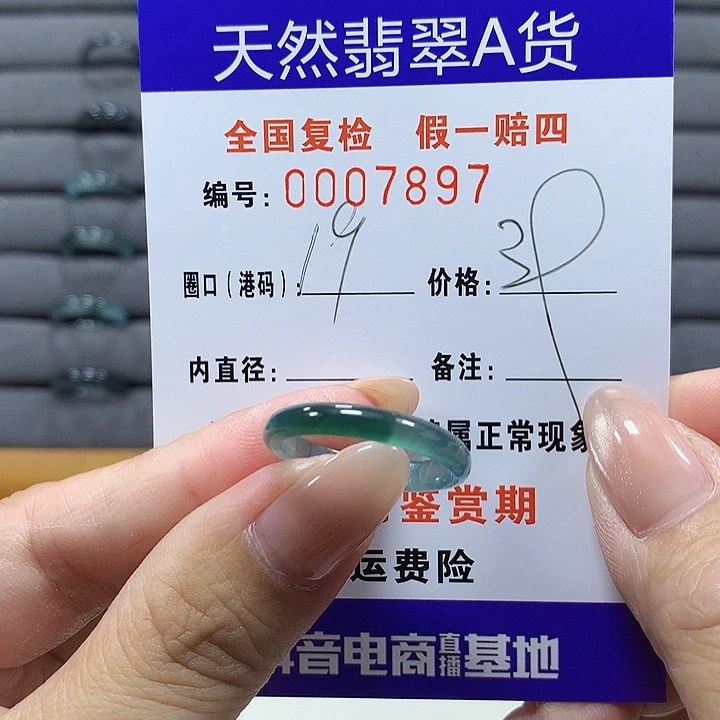 天然翡翠A货
全国复检 假一赔四
编号：0007897
圈口（港码）：19 价格：39
内直径： 备注：
属正常现象
鉴赏期
运费险
音电商直播基地